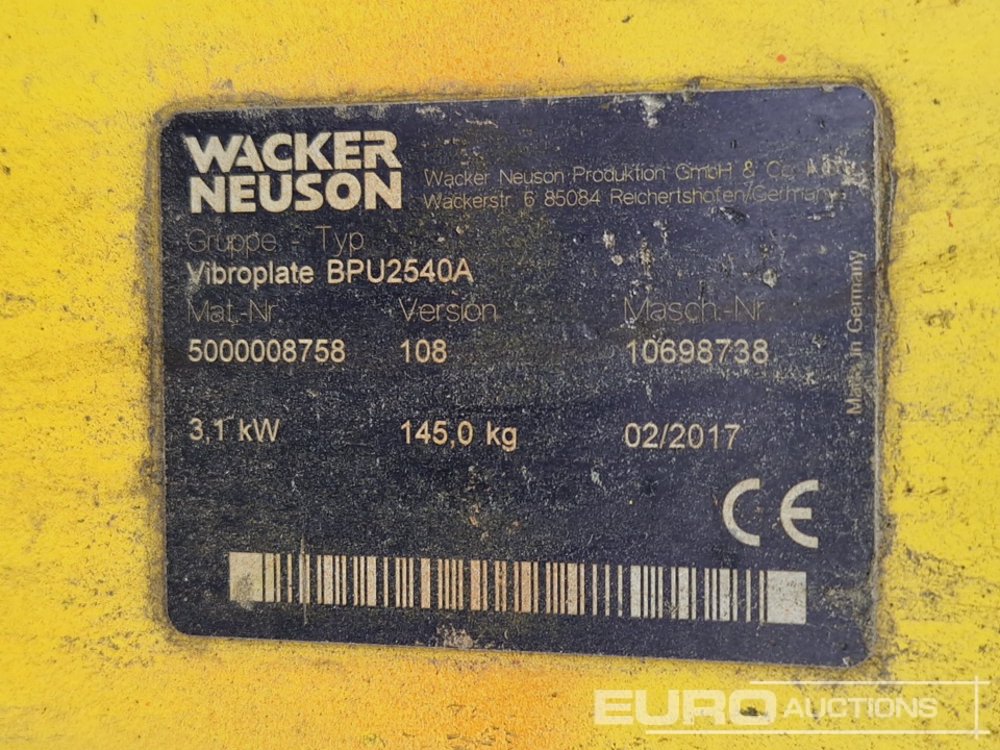 WACKER
NEUSON
Wacker Neuson Produktion GmbH & Co.
Wackerstr. 6 85084 Reichertshofen/Germany
Gruppe - Typ
Vibroplate BPU2540A
Mat.-Nr. Version Masch.-Nr.
5000008758 108 10698738
3,1 kW 145,0 kg 02/2017
Made in Germany
CE
EURO AUCTIONS